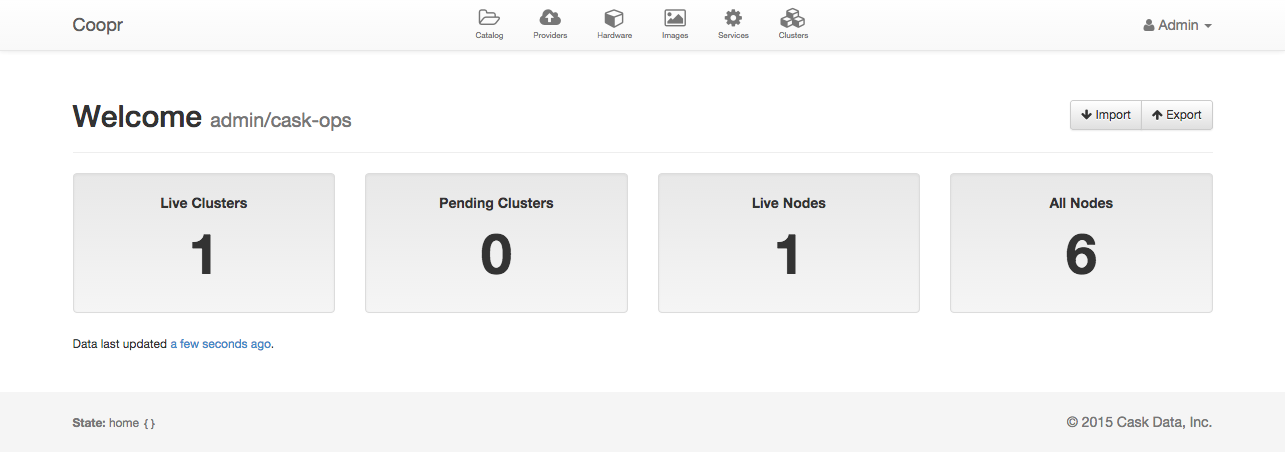 Coopr
Catalog
Providers
Hardware
Images
Services
Clusters
Admin
Welcome admin/cask-ops
Import
Export
Live Clusters
1
Pending Clusters
0
Live Nodes
1
All Nodes
6
Data last updated a few seconds ago.
State: home {}
© 2015 Cask Data, Inc.